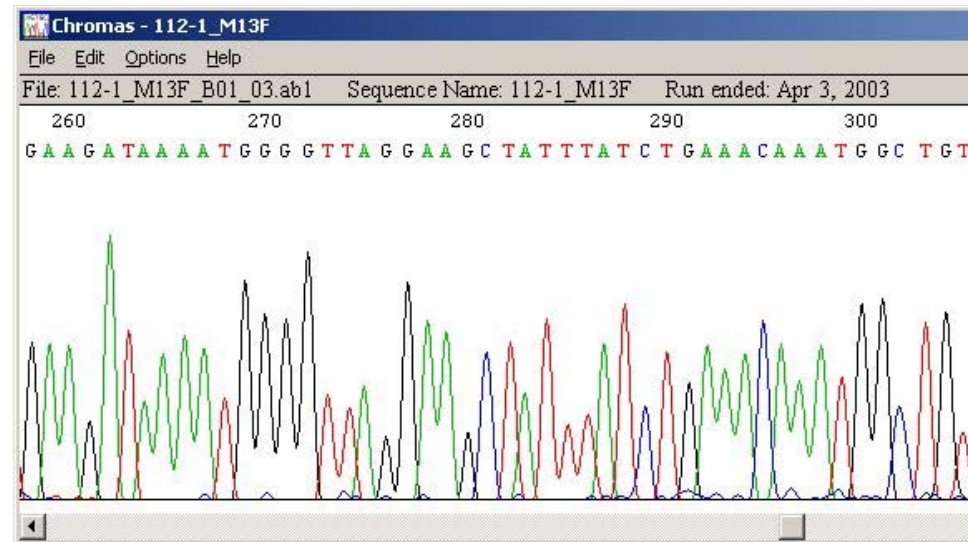 Chromas - 112-1_M13F
File Edit Options Help
File: 112-1_M13F_B01_03.ab1 Sequence Name: 112-1_M13F Run ended: Apr 3, 2003
260 270 280 290 300
G A A G A T A A A A T G G G G T T A G G A A G C T A T T T A T C T G A A A C A A A T G G C T G T